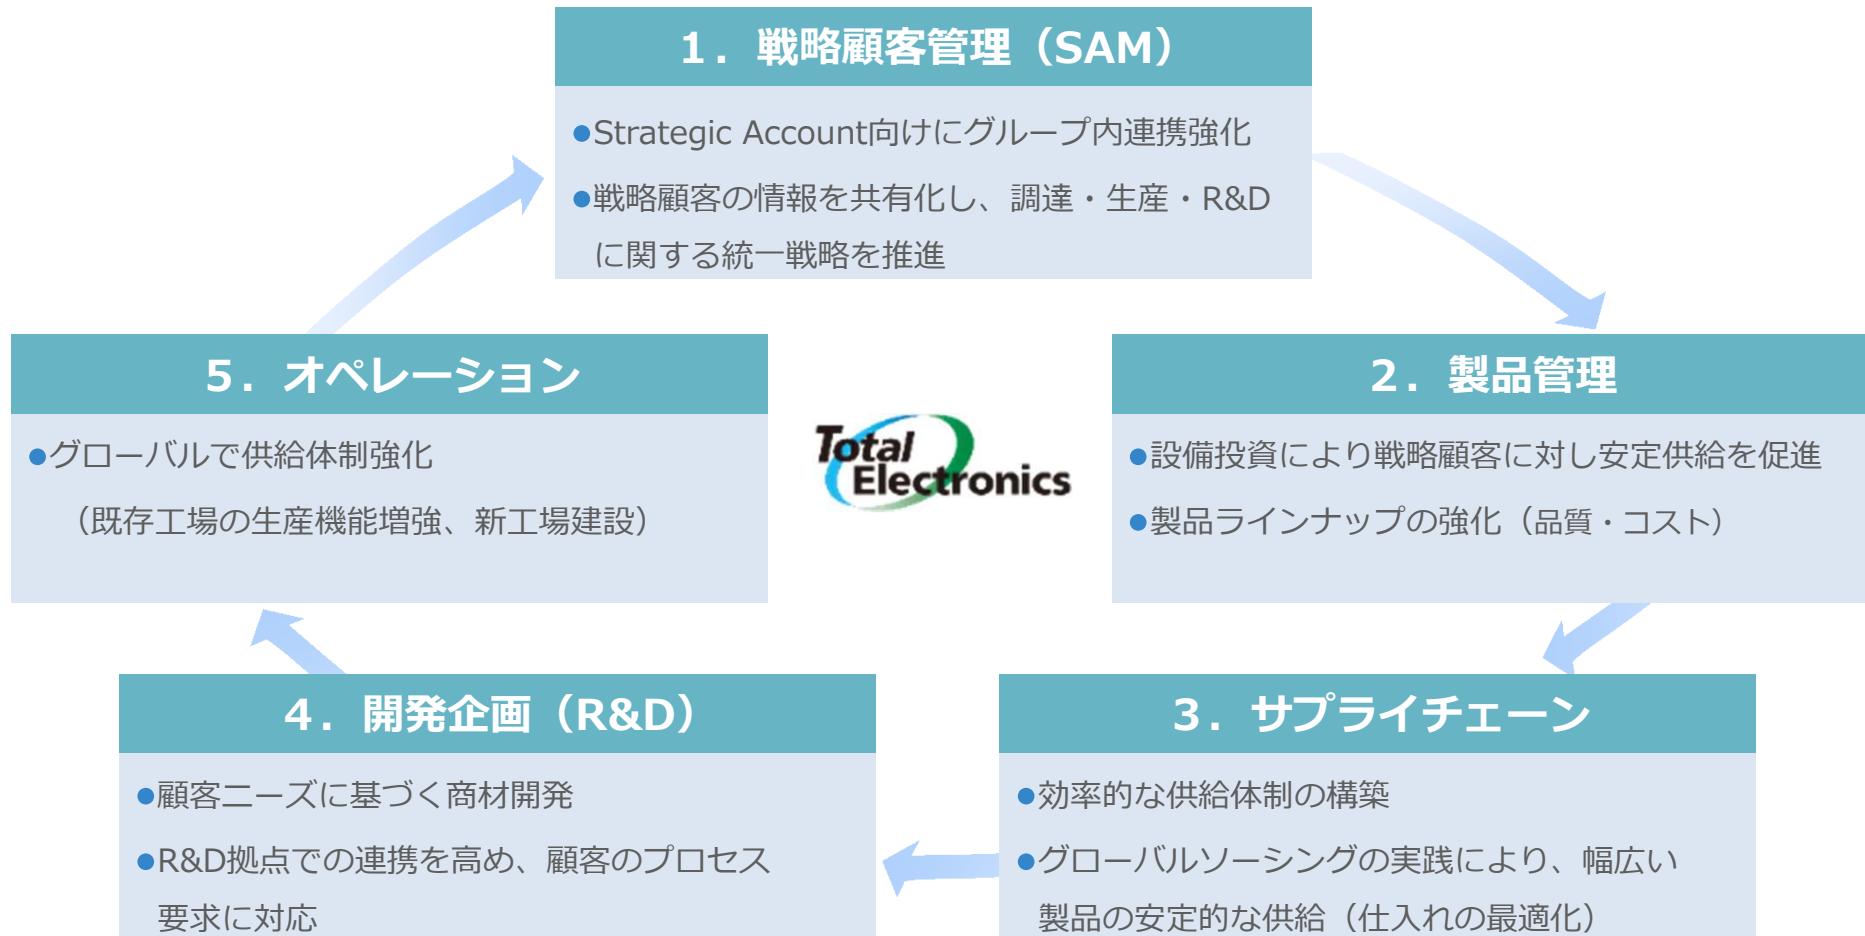 １．戦略顧客管理（SAM）
●Strategic Account向けにグループ内連携強化
●戦略顧客の情報を共有化し、調達・生産・R&D
に関する統一戦略を推進
２．製品管理
●設備投資により戦略顧客に対し安定供給を促進
●製品ラインナップの強化（品質・コスト）
３．サプライチェーン
●効率的な供給体制の構築
●グローバルソーシングの実践により、幅広い
製品の安定的な供給（仕入れの最適化）
４．開発企画（R&D）
●顧客ニーズに基づく商材開発
●R&D拠点での連携を高め、顧客のプロセス
要求に対応
５．オペレーション
●グローバルで供給体制強化
（既存工場の生産機能増強、新工場建設）
Total
Electronics